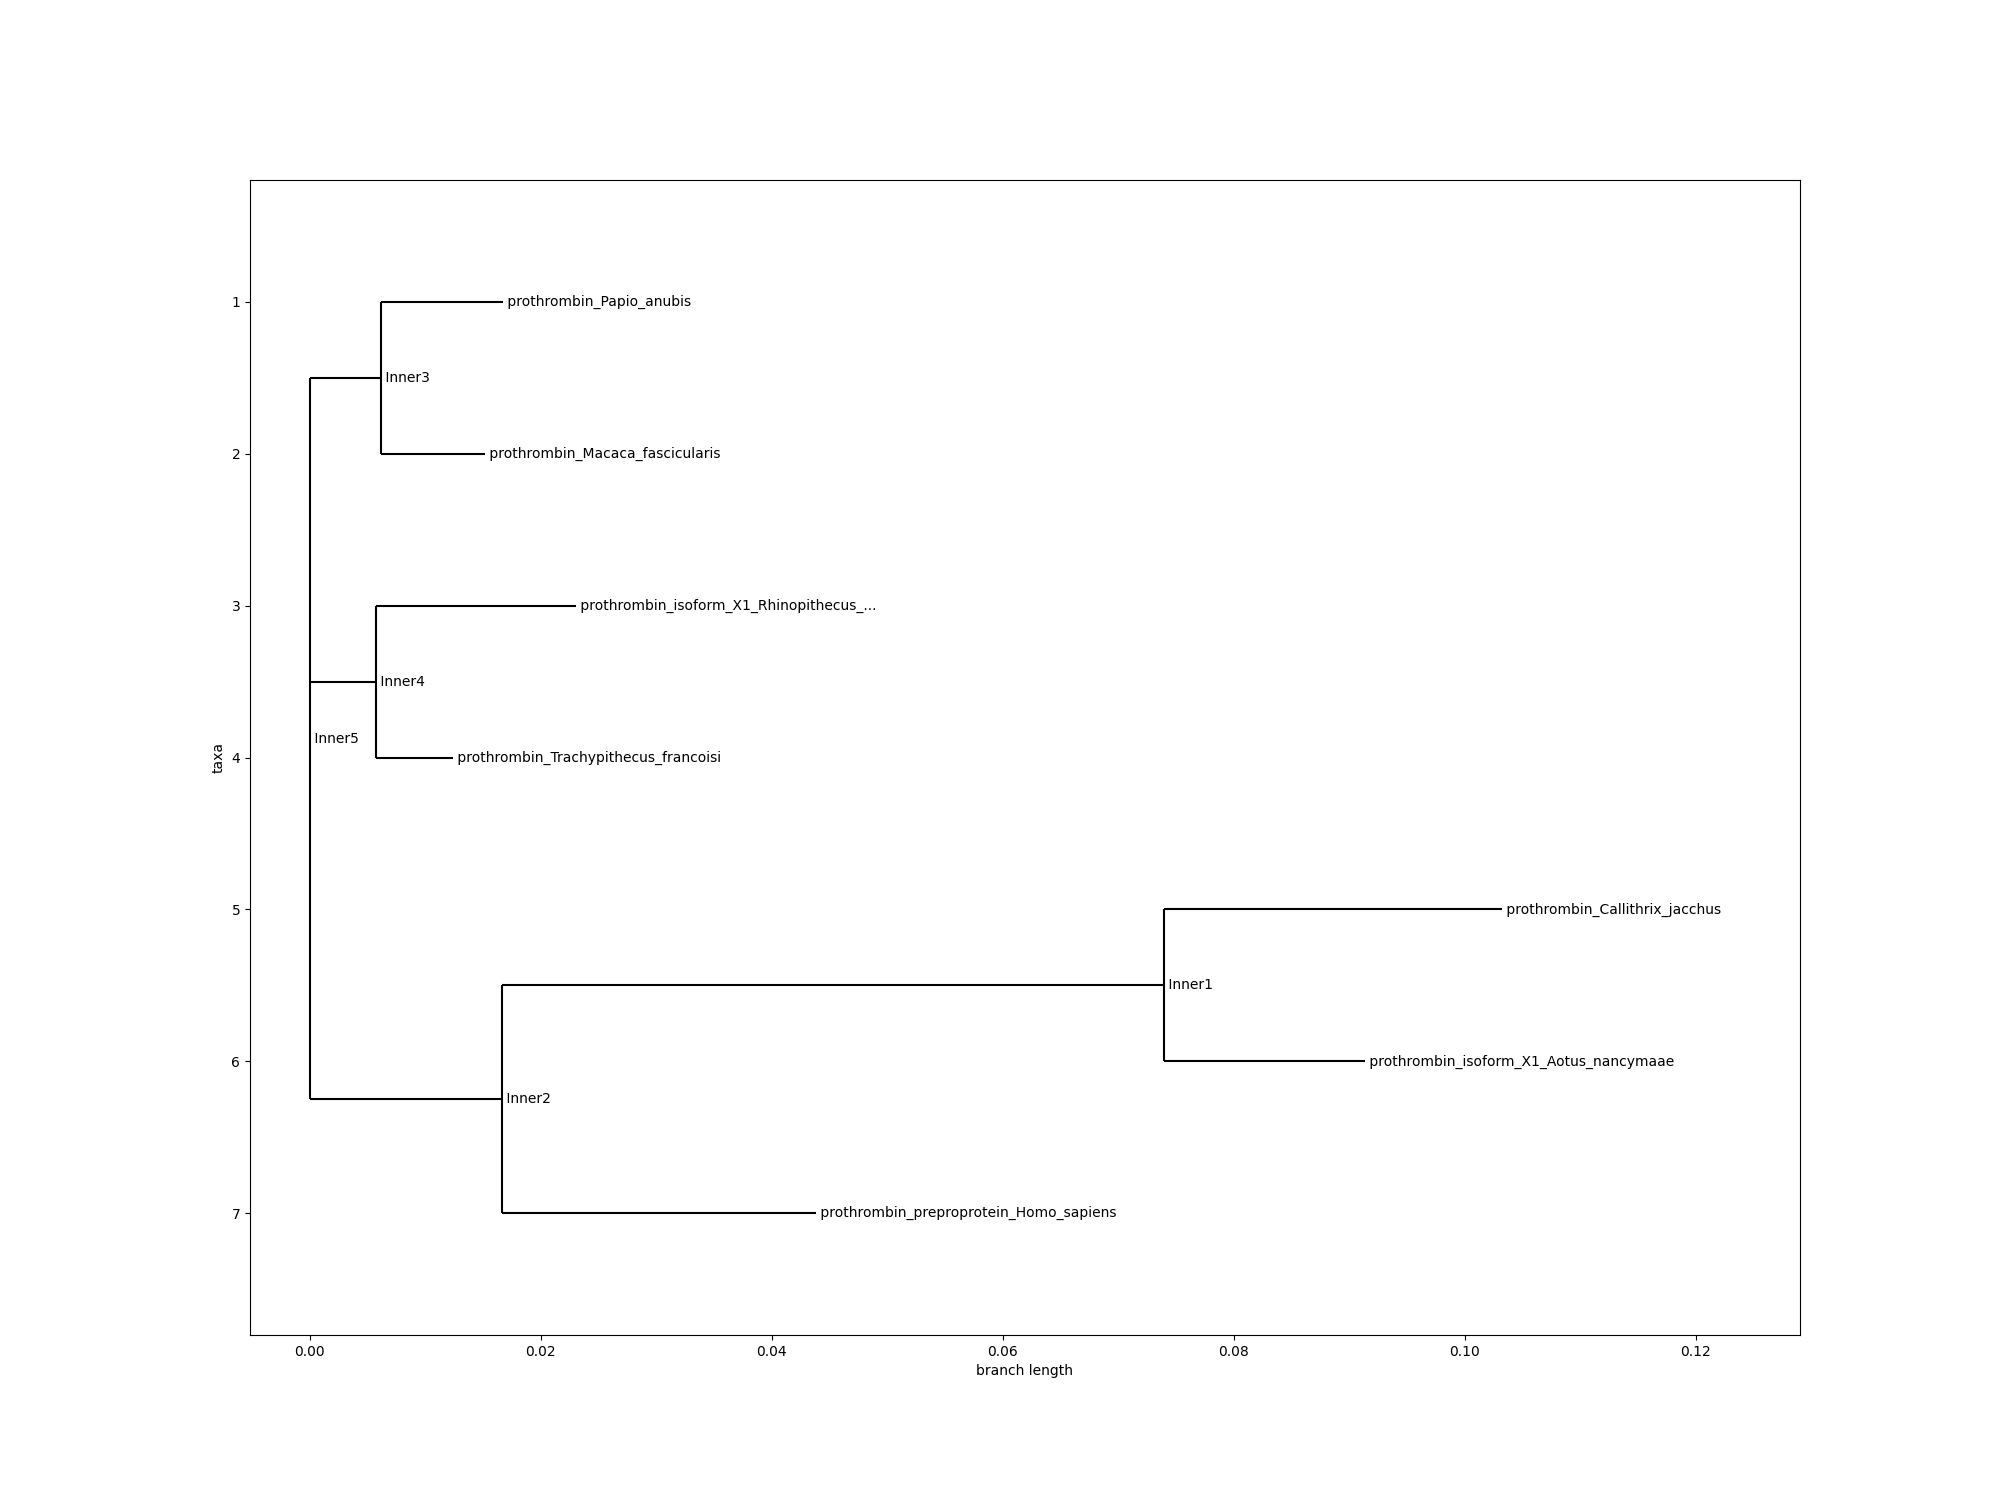 1
prothrombin_Papio_anubis
Inner3
2
prothrombin_Macaca_fascicularis
3
prothrombin_isoform_X1_Rhinopithecus_...
Inner4
Inner5
taxa
4
prothrombin_Trachypithecus_francoisi
5
prothrombin_Callithrix_jacchus
Inner1
6
prothrombin_isoform_X1_Aotus_nancymaae
Inner2
7
prothrombin_preproprotein_Homo_sapiens
0.00 0.02 0.04 0.06 0.08 0.10 0.12
branch length